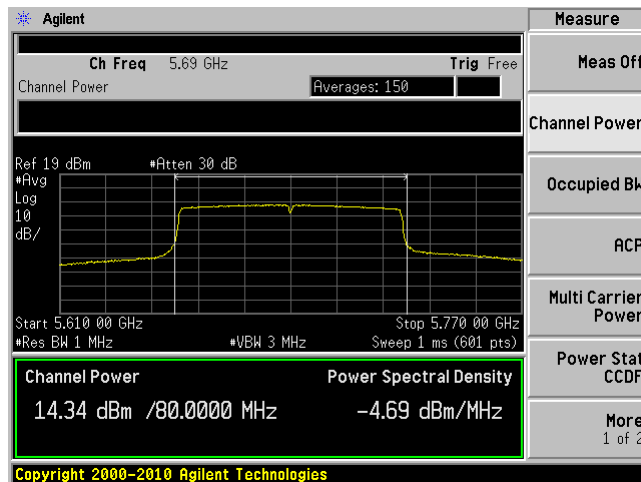 Agilent
Measure
Ch Freq 5.69 GHz Trig Free
Meas Off
Channel Power Averages: 150
Channel Power
Ref 19 dBm #Atten 30 dB
#Avg
Log
10
dB/
Occupied BW
ACP
Multi Carrier
Power
Start 5.610 00 GHz Stop 5.770 00 GHz
#Res BW 1 MHz #VBW 3 MHz Sweep 1 ms (601 pts)
Channel Power Power Spectral Density
14.34 dBm /80.0000 MHz -4.69 dBm/MHz
Power Stat
CCDF
More
1 of 2
Copyright 2000-2010 Agilent Technologies